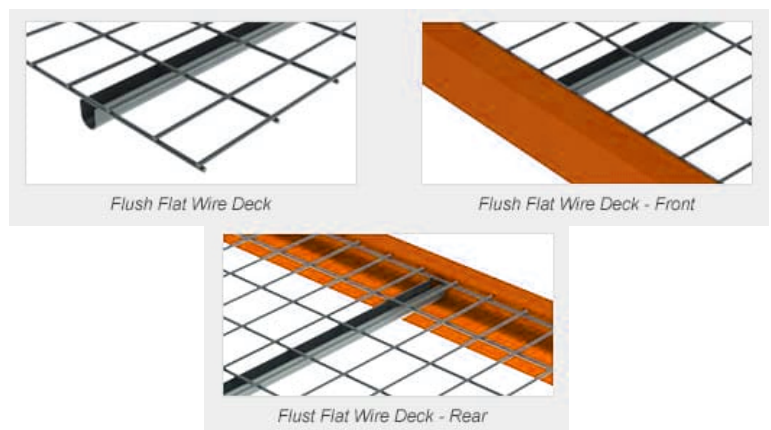 Flush Flat Wire Deck
Flush Flat Wire Deck - Front
Flust Flat Wire Deck - Rear